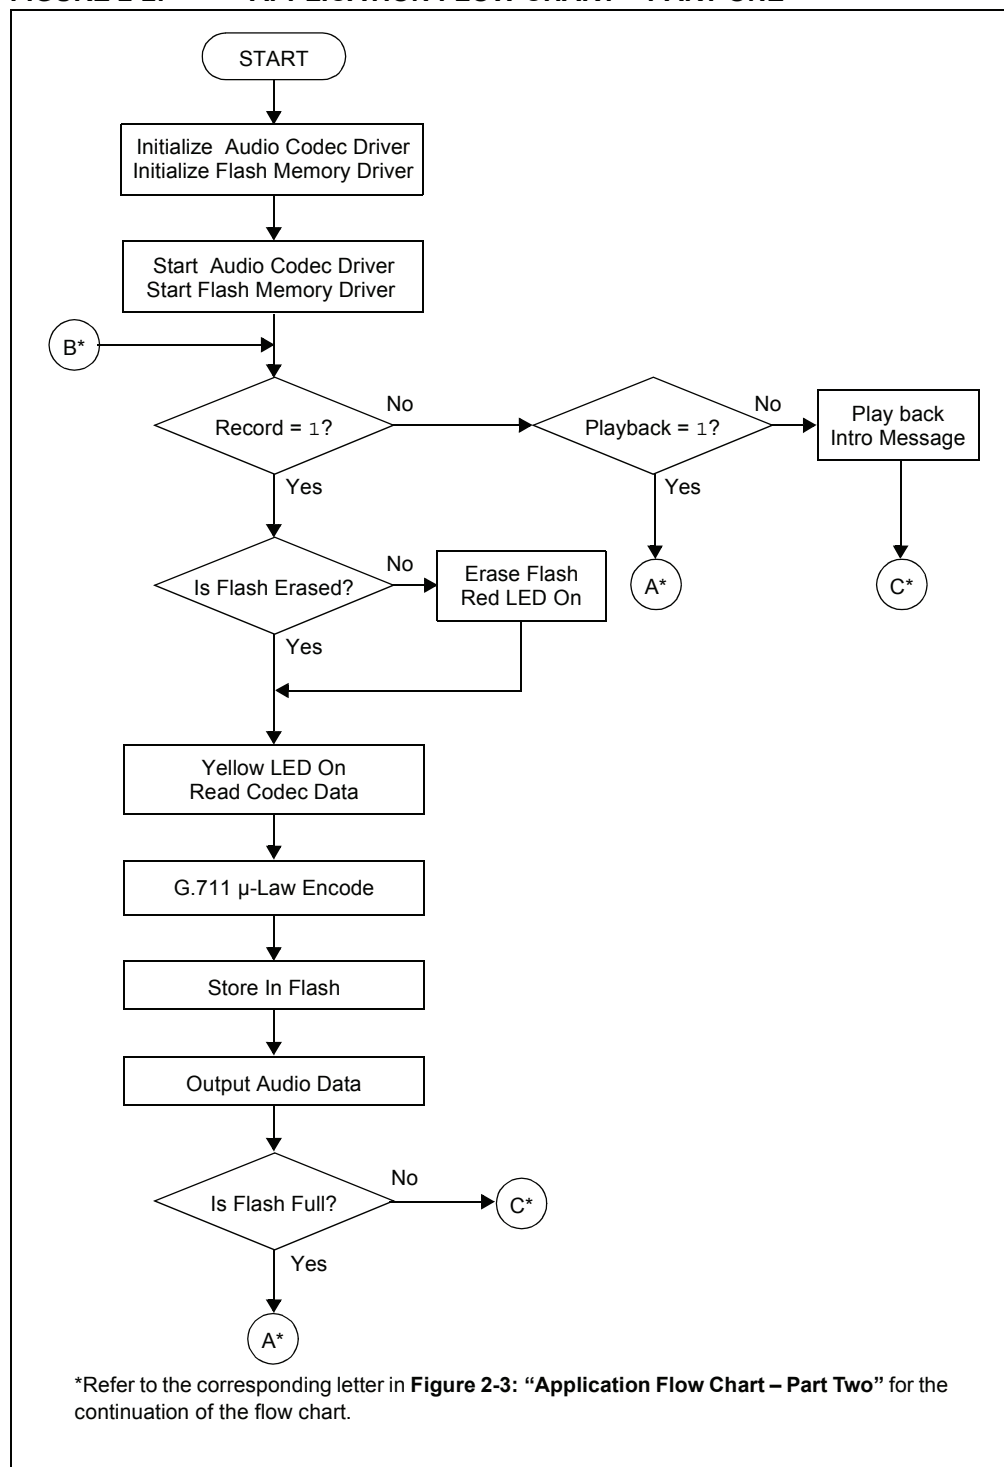 START
Initialize Audio Codec Driver
Initialize Flash Memory Driver
Start Audio Codec Driver
Start Flash Memory Driver
B*
Record = 1?
No
Playback = 1?
No
Play back
Intro Message
Yes
Yes
A*
C*
Is Flash Erased?
No
Erase Flash
Red LED On
Yes
Yellow LED On
Read Codec Data
G.711 µ-Law Encode
Store In Flash
Output Audio Data
Is Flash Full?
No
C*
Yes
A*
*Refer to the corresponding letter in Figure 2-3: “Application Flow Chart – Part Two” for the
continuation of the flow chart.